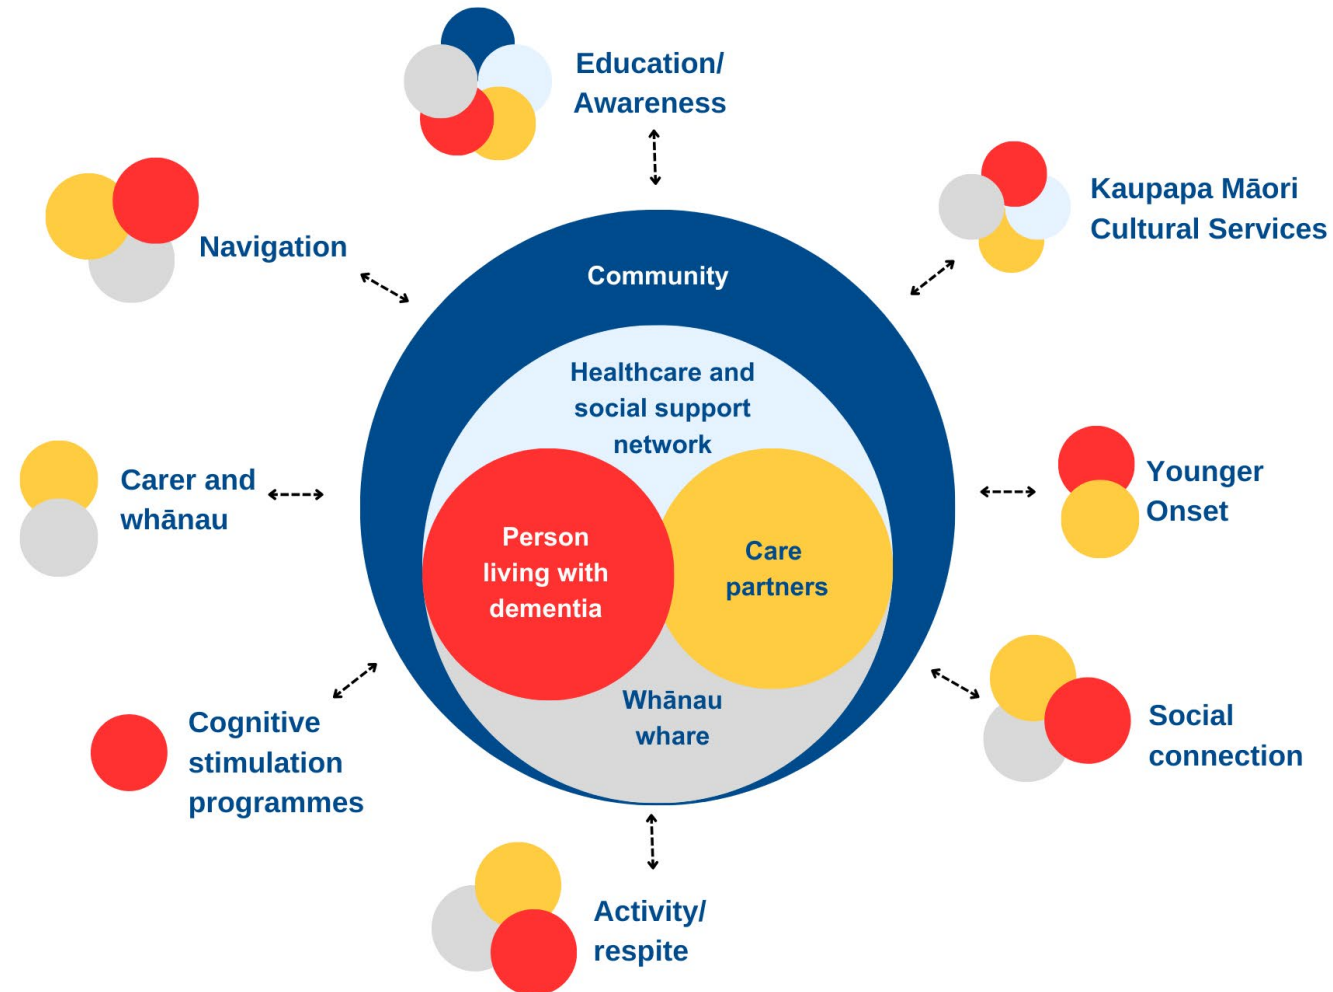 Education/
Awareness
Kaupapa Māori
Cultural Services
Navigation
Community
Healthcare and
social support
network
Carer and
whānau
Younger
Onset
Person
living with
dementia
Care
partners
Whānau
whare
Cognitive
stimulation
programmes
Social
connection
Activity/
respite